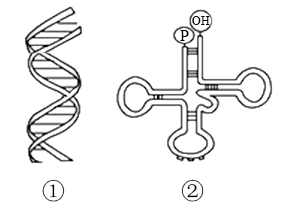 P OH
① ②